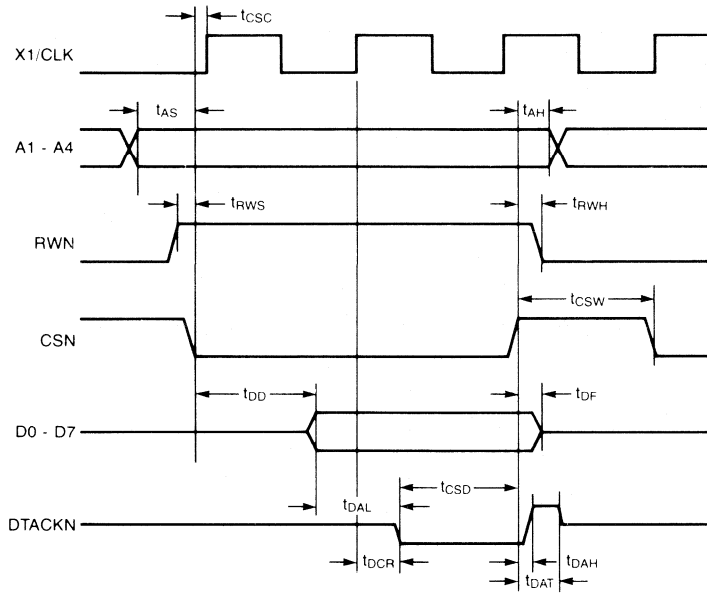 tCSC
X1/CLK
tAS
tAH
A1 - A4
tRWS
tRWH
RWN
tCSW
CSN
tDD
tDF
D0 - D7
tCSD
tDAL
DTACKN
tDCR
tDAH
tDAT